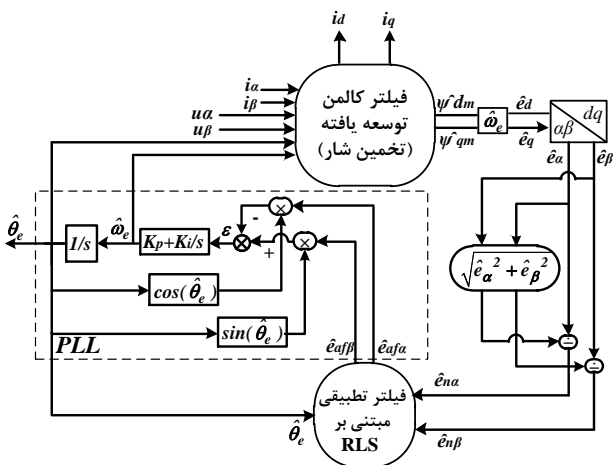 i_d i_q
i_α
i_β
u_α
u_β
فیلتر کالمن
توسعه یافته
(تخمین شار)
ψ̂_dm
ψ̂_qm
ω̂_e
ê_d
ê_q
dq
αβ
ê_α ê_β
√(ê_α² + ê_β²)
÷
÷
θ̂_e
1/s
ω̂_e
K_p+K_i/s
ε
-
+
×
×
cos(θ̂_e)
sin(θ̂_e)
PLL
ê_afβ ê_afα
ê_nα
ê_nβ
θ̂_e
فیلتر تطبیقی
مبتنی بر
RLS